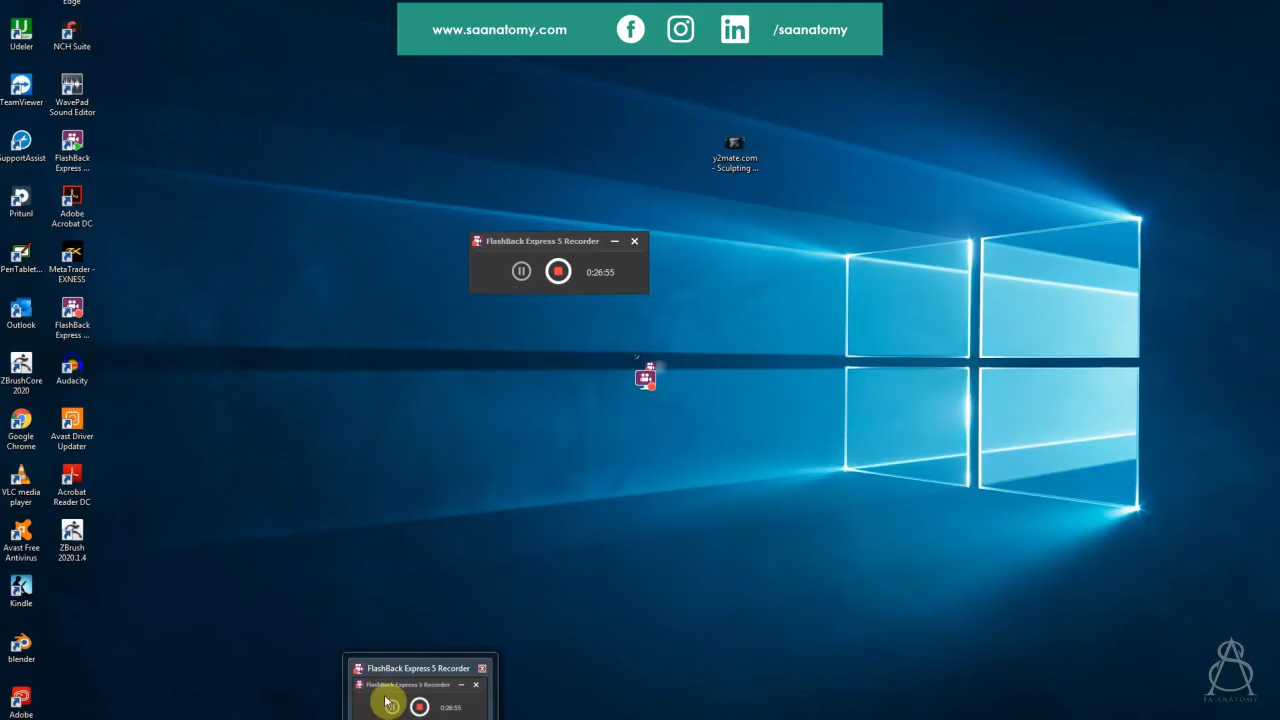 Edge
www.saanatomy.com
/saanatomy
Udeler
NCH Suite
TeamViewer
WavePad
Sound Editor
SupportAssist
FlashBack
Express ...
y2mate.com
- Sculpting ...
Pritunl
Adobe
Acrobat DC
PenTablet...
MetaTrader -
EXNESS
FlashBack Express 5 Recorder
0:26:55
Outlook
FlashBack
Express ...
ZBrushCore
2020
Audacity
Google
Chrome
Avast Driver
Updater
VLC media
player
Acrobat
Reader DC
Avast Free
Antivirus
ZBrush
2020.1.4
Kindle
blender
Adobe
FlashBack Express 5 Recorder
FlashBack Express 5 Recorder
0:26:55
SA ANATOMY